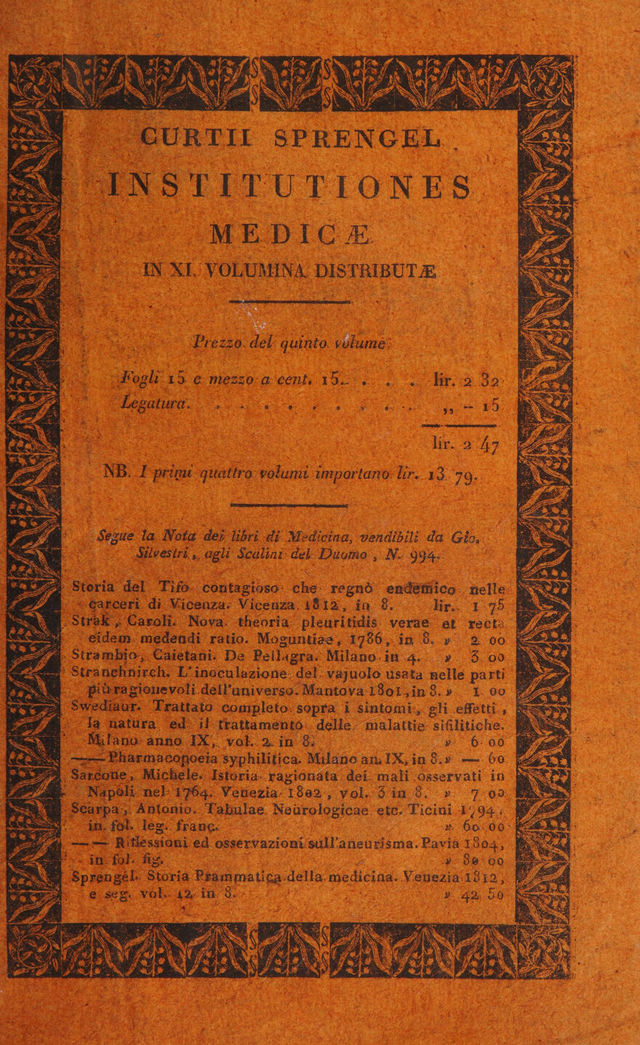 CURTII SPRENGEL
INSTITUTIONES
MEDICÆ
IN XI. VOLUMINA DISTRIBUTÆ
Prezzo del quinto volume.
Fogli 15 e mezzo a cent. 15. . . . lir. 2 32
Legatura. . . . . . . . . . „ — 15
lir. 2 47
NB. I primi quattro volumi importano lir. 13 79.
Segue la Nota dei libri di Medicina, vendibili da Gio.
Silvestri, agli Scalini del Duomo, N. 994.
Storia del Tifo contagioso che regnò endemico nelle
carceri di Vicenza. Vicenza 1812, in 8. lir. 1 75
Strak, Caroli. Nova theoria pleuritidis verae et recta
eidem medendi ratio. Moguntiae, 1786, in 8. » 2 00
Strambio, Caietani. De Pellagra. Milano in 4. » 3 00
Stranchnirch. L'inoculazione del vajuolo usata nelle parti
più ragionevoli dell'universo. Mantova 1801, in 8. » 1 00
Swediaur. Trattato completo sopra i sintomi, gli effetti,
la natura ed il trattamento delle malattie sifilitiche.
Milano anno IX, vol. 2. in 8. » 6 00
—— Pharmacopoeia syphilitica. Milano an. IX, in 8. » — 60
Sarcone, Michele. Istoria ragionata dei mali osservati in
Napoli nel 1764. Venezia 1802, vol. 3 in 8. » 7 00
Scarpa, Antonio. Tabulae Neurologicae etc. Ticini 1794.
in fol. leg. franc. » 60 00
—— Riflessioni ed osservazioni sull'aneurisma. Pavia 1804,
in fol. fig. » 80 00
Sprengel. Storia Prammatica della medicina. Venezia 1812,
e seg. vol. 12 in 8. » 42 50